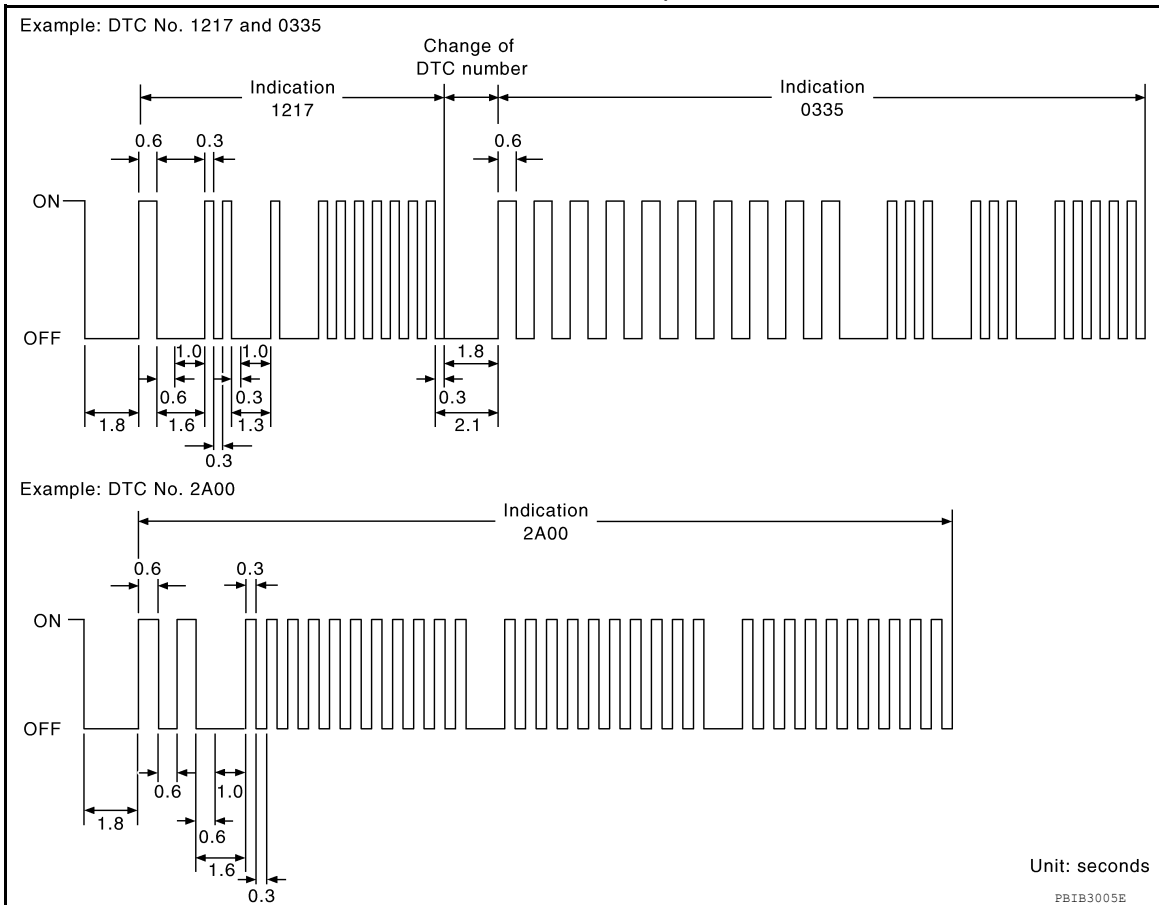 Example: DTC No. 1217 and 0335
Change of
DTC number
Indication
1217
Indication
0335
0.6
0.3
0.6
ON
OFF
1.0
1.0
1.8
0.6
0.3
0.3
1.8
1.6
1.3
2.1
0.3
Example: DTC No. 2A00
Indication
2A00
0.6
0.3
ON
OFF
0.6
1.0
1.8
0.6
1.6
0.3
Unit: seconds
PBIB3005E